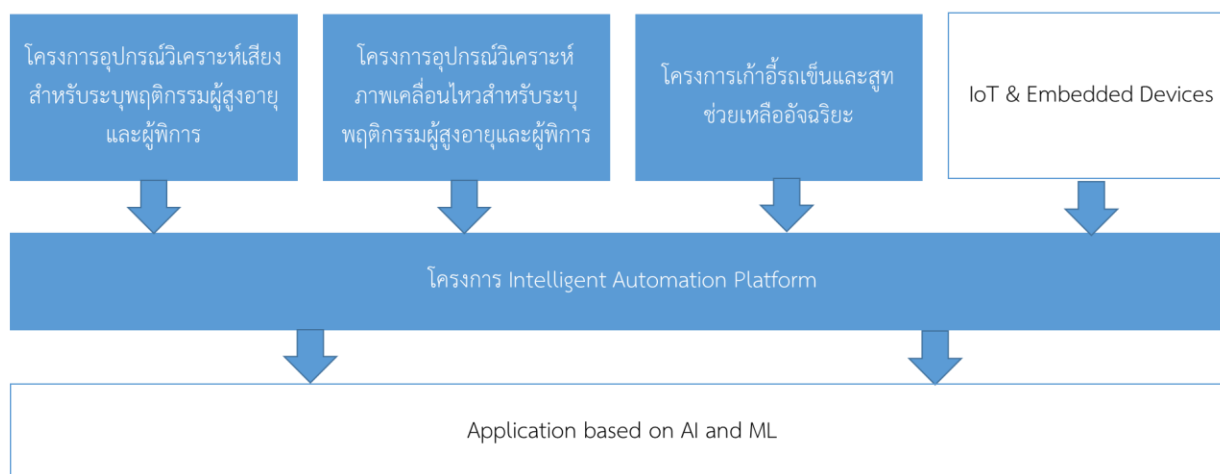 โครงการอุปกรณ์วิเคราะห์เสียง
สำหรับระบุพฤติกรรมผู้สูงอายุ
และผู้พิการ
โครงการอุปกรณ์วิเคราะห์
ภาพเคลื่อนไหวสำหรับระบุ
พฤติกรรมผู้สูงอายุและผู้พิการ
โครงการเก้าอี้รถเข็นและสูท
ช่วยเหลืออัจฉริยะ
IoT & Embedded Devices
โครงการ Intelligent Automation Platform
Application based on AI and ML